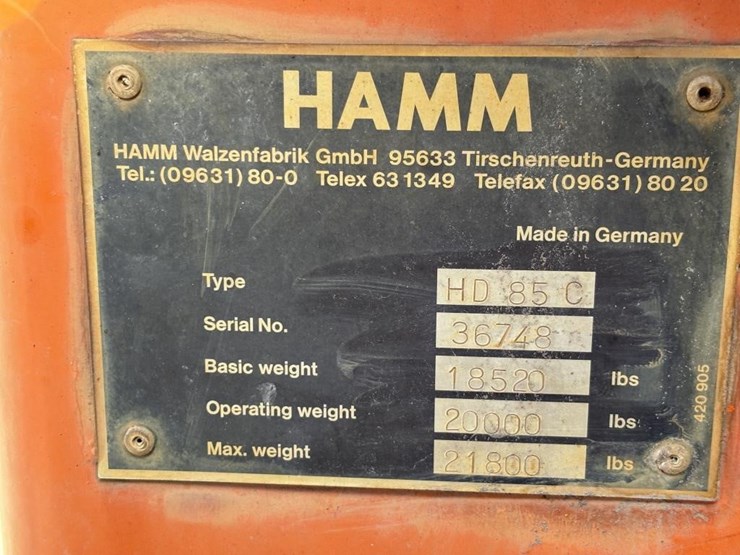 HAMM
HAMM Walzenfabrik GmbH 95633 Tirschenreuth-Germany
Tel.: (09631) 80-0 Telex 63 1349 Telefax (09631) 80 20
Made in Germany
Type HD 85 C
Serial No. 36748
Basic weight 18520 lbs
Operating weight 20000 lbs
Max. weight 21800 lbs
420 905